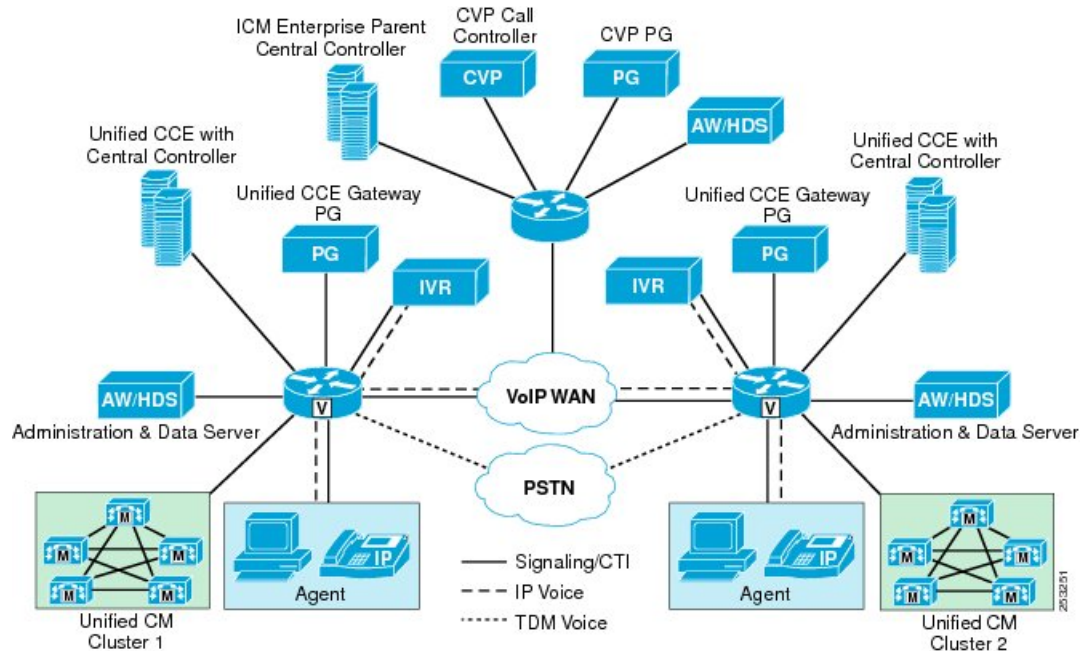 ICM Enterprise Parent
Central Controller
CVP Call
Controller
CVP
CVP PG
PG
AW/HDS
Unified CCE with
Central Controller
Unified CCE Gateway
PG
PG
IVR
Unified CCE Gateway
PG
PG
IVR
Unified CCE with
Central Controller
AW/HDS
Administration & Data Server
V
VoIP WAN
V
AW/HDS
Administration & Data Server
PSTN
M
M
M
M
M
Unified CM
Cluster 1
IP
Agent
Signaling/CTI
IP Voice
TDM Voice
IP
Agent
M
M
M
M
M
Unified CM
Cluster 2
253251